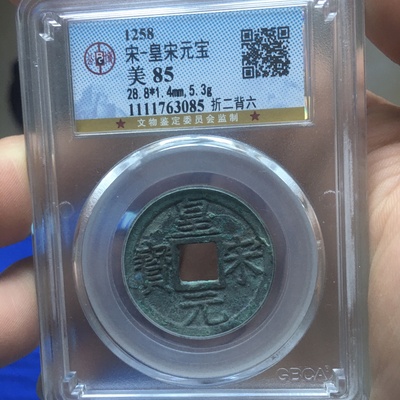 1258
宋-皇宋元宝
美 85
28.8*1.4mm,5.3g
1111763085 折二背六
★ 文物鉴定委员会监制 ★
皇
宋
元
寳
GBCA